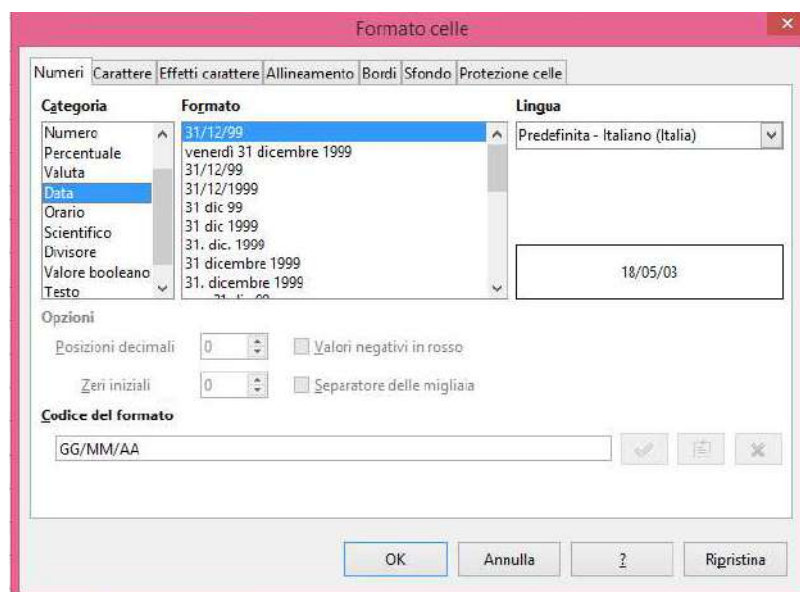 Formato celle
Numeri Carattere Effetti carattere Allineamento Bordi Sfondo Protezione celle
Categoria
Numero
Percentuale
Valuta
Data
Orario
Scientifico
Divisore
Valore booleano
Testo
Formato
31/12/99
venerdì 31 dicembre 1999
31/12/99
31/12/1999
31 dic 99
31 dic 1999
31. dic. 1999
31 dicembre 1999
31. dicembre 1999
Lingua
Predefinita - Italiano (Italia)
18/05/03
Opzioni
Posizioni decimali 0 Valori negativi in rosso
Zeri iniziali 0 Separatore delle migliaia
Codice del formato
GG/MM/AA
OK Annulla ? Ripristina